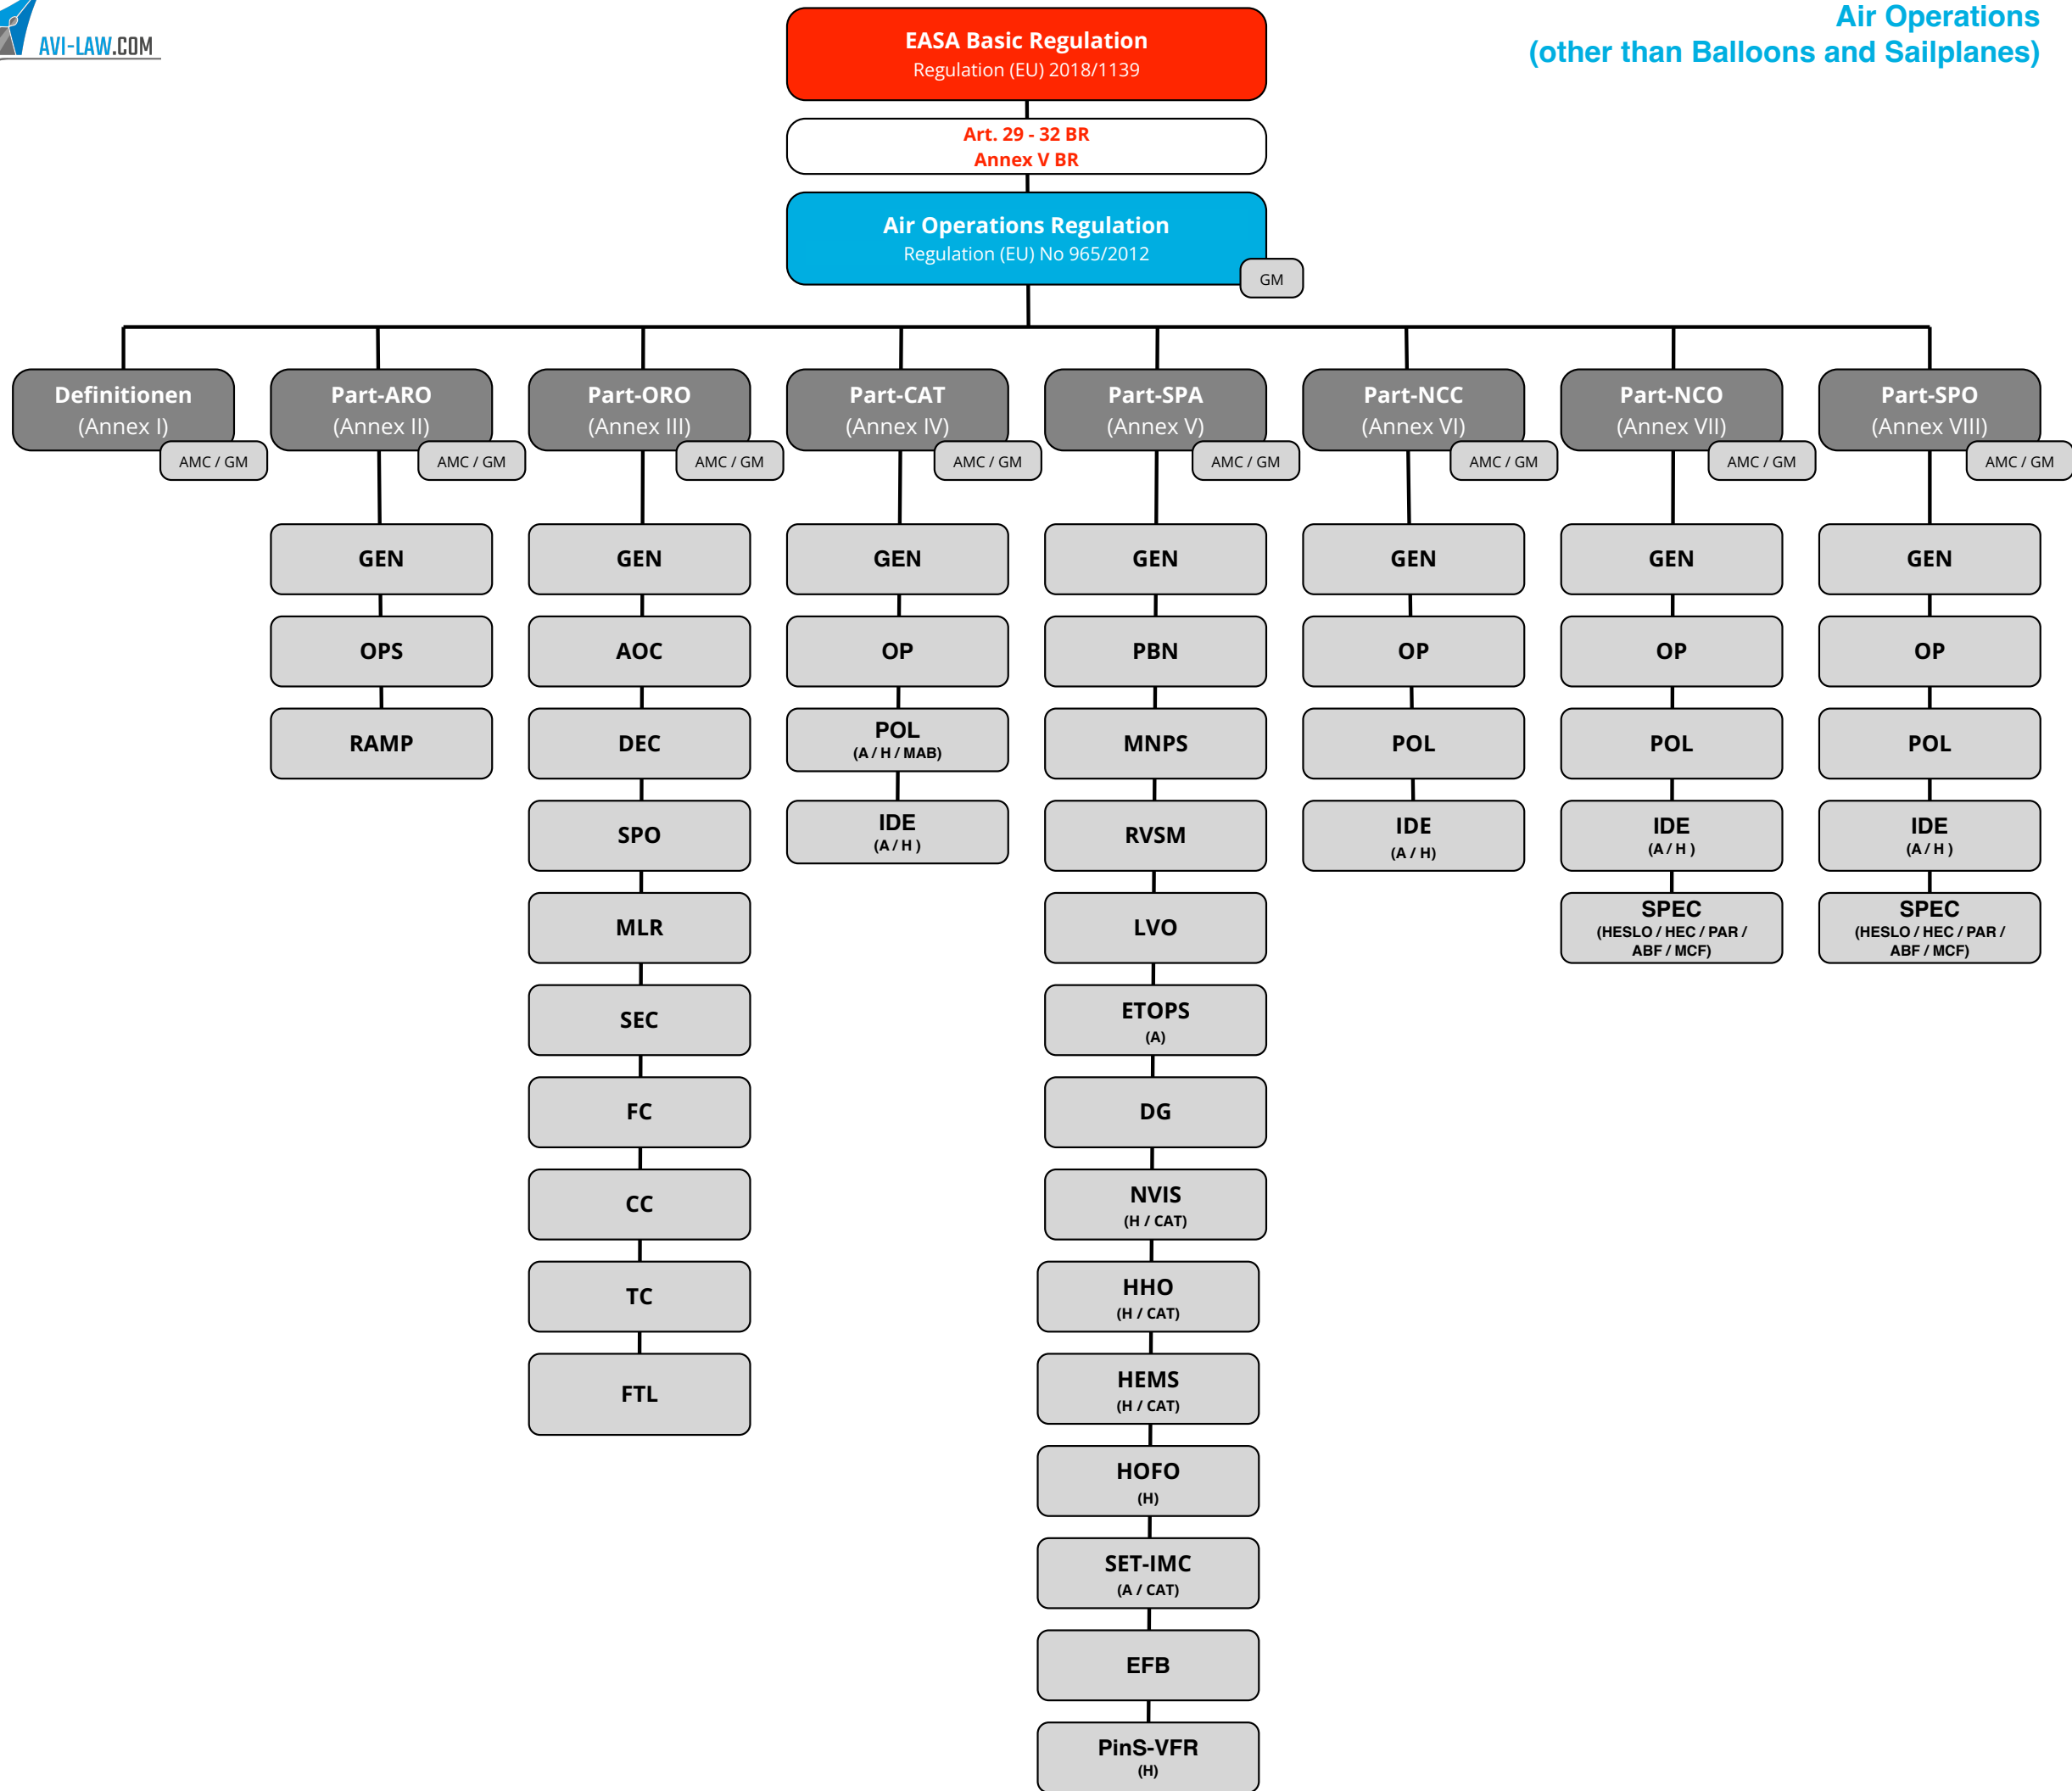 AVI-LAW.COM
Air Operations
(other than Balloons and Sailplanes)
EASA Basic Regulation
Regulation (EU) 2018/1139
Art. 29 - 32 BR
Annex V BR
Air Operations Regulation
Regulation (EU) No 965/2012
GM
Definitionen
(Annex I)
AMC / GM
Part-ARO
(Annex II)
AMC / GM
GEN
OPS
RAMP
Part-ORO
(Annex III)
AMC / GM
GEN
AOC
DEC
SPO
MLR
SEC
FC
CC
TC
FTL
Part-CAT
(Annex IV)
AMC / GM
GEN
OP
POL
(A / H / MAB)
IDE
(A / H )
Part-SPA
(Annex V)
AMC / GM
GEN
PBN
MNPS
RVSM
LVO
ETOPS
(A)
DG
NVIS
(H / CAT)
HHO
(H / CAT)
HEMS
(H / CAT)
HOFO
(H)
SET-IMC
(A / CAT)
EFB
PinS-VFR
(H)
Part-NCC
(Annex VI)
AMC / GM
GEN
OP
POL
IDE
(A / H)
Part-NCO
(Annex VII)
AMC / GM
GEN
OP
POL
IDE
(A / H )
SPEC
(HESLO / HEC / PAR /
ABF / MCF)
Part-SPO
(Annex VIII)
AMC / GM
GEN
OP
POL
IDE
(A / H )
SPEC
(HESLO / HEC / PAR /
ABF / MCF)